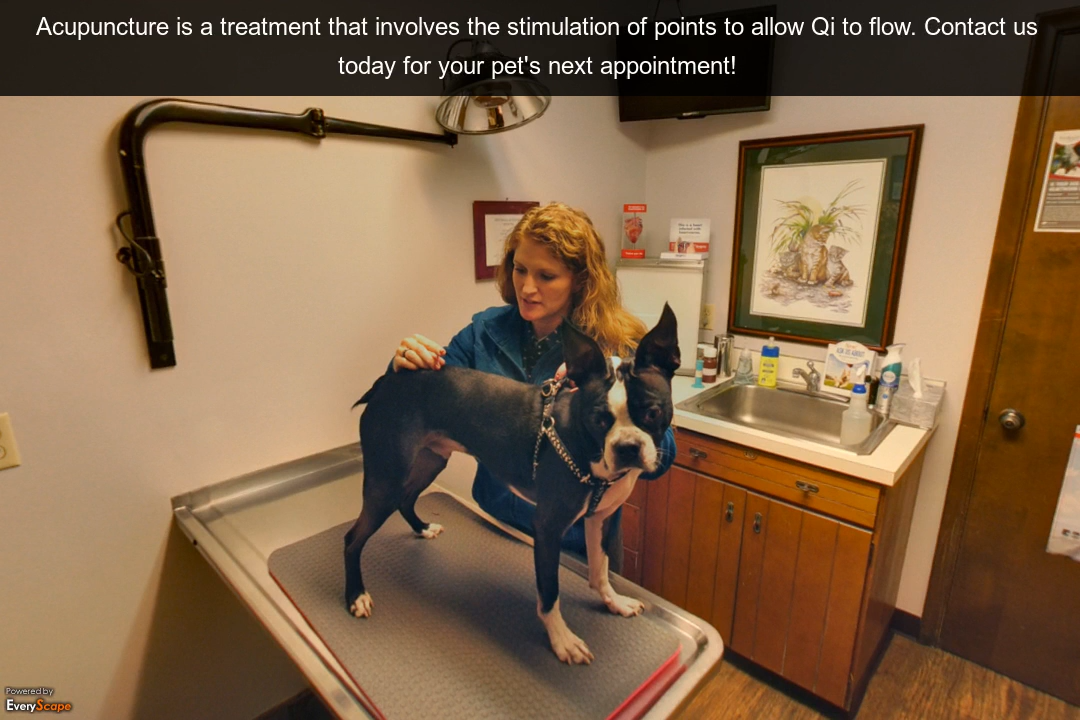 Acupuncture is a treatment that involves the stimulation of points to allow Qi to flow. Contact us
today for your pet's next appointment!
Powered by
EveryScape